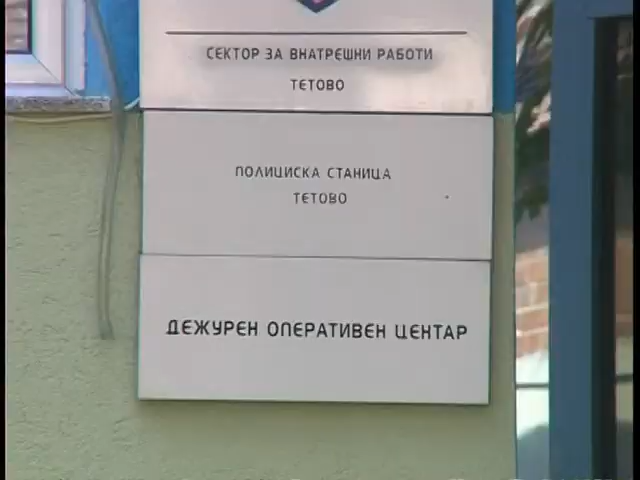 СЕКТОР ЗА ВНАТРЕШНИ РАБОТИ
ТЕТОВО
ПОЛИЦИСКА СТАНИЦА
ТЕТОВО
ДЕЖУРЕН ОПЕРАТИВЕН ЦЕНТАР